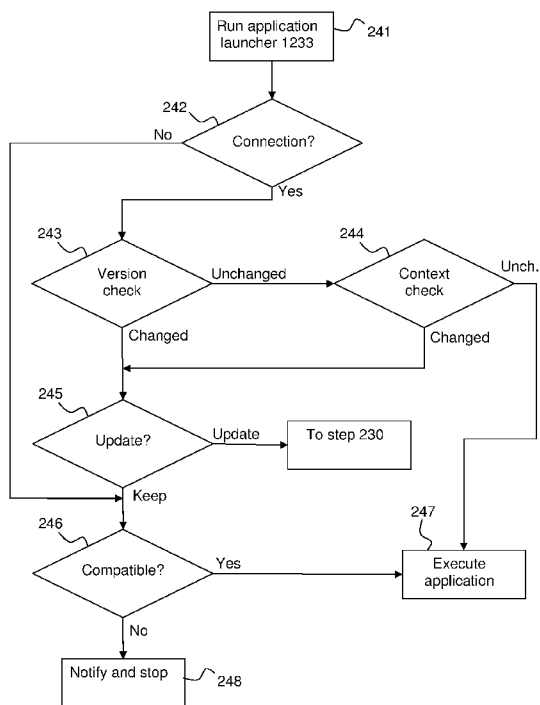 Run application
launcher 1233
241
242
Connection?
No
Yes
243
Version
check
Unchanged
244
Context
check
Unch.
Changed
Changed
245
Update?
Update
To step 230
Keep
246
Compatible?
Yes
247
Execute
application
No
Notify and stop
248